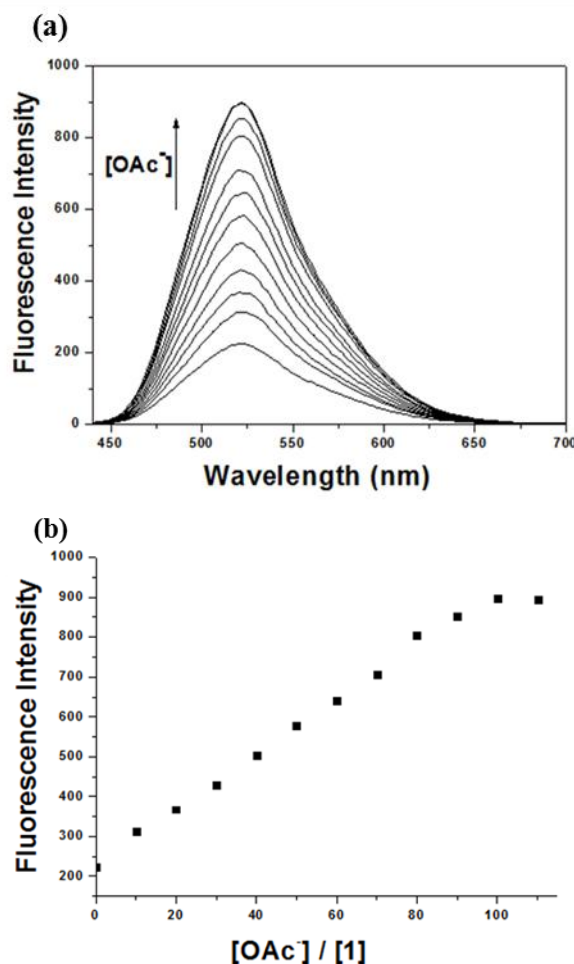 (a)
1000
800
600
400
200
0
[OAc-]
Fluorescence Intensity
450 500 550 600 650 700
Wavelength (nm)
(b)
1000
900
800
700
600
500
400
300
200
Fluorescence Intensity
0 20 40 60 80 100
[OAc-] / [1]